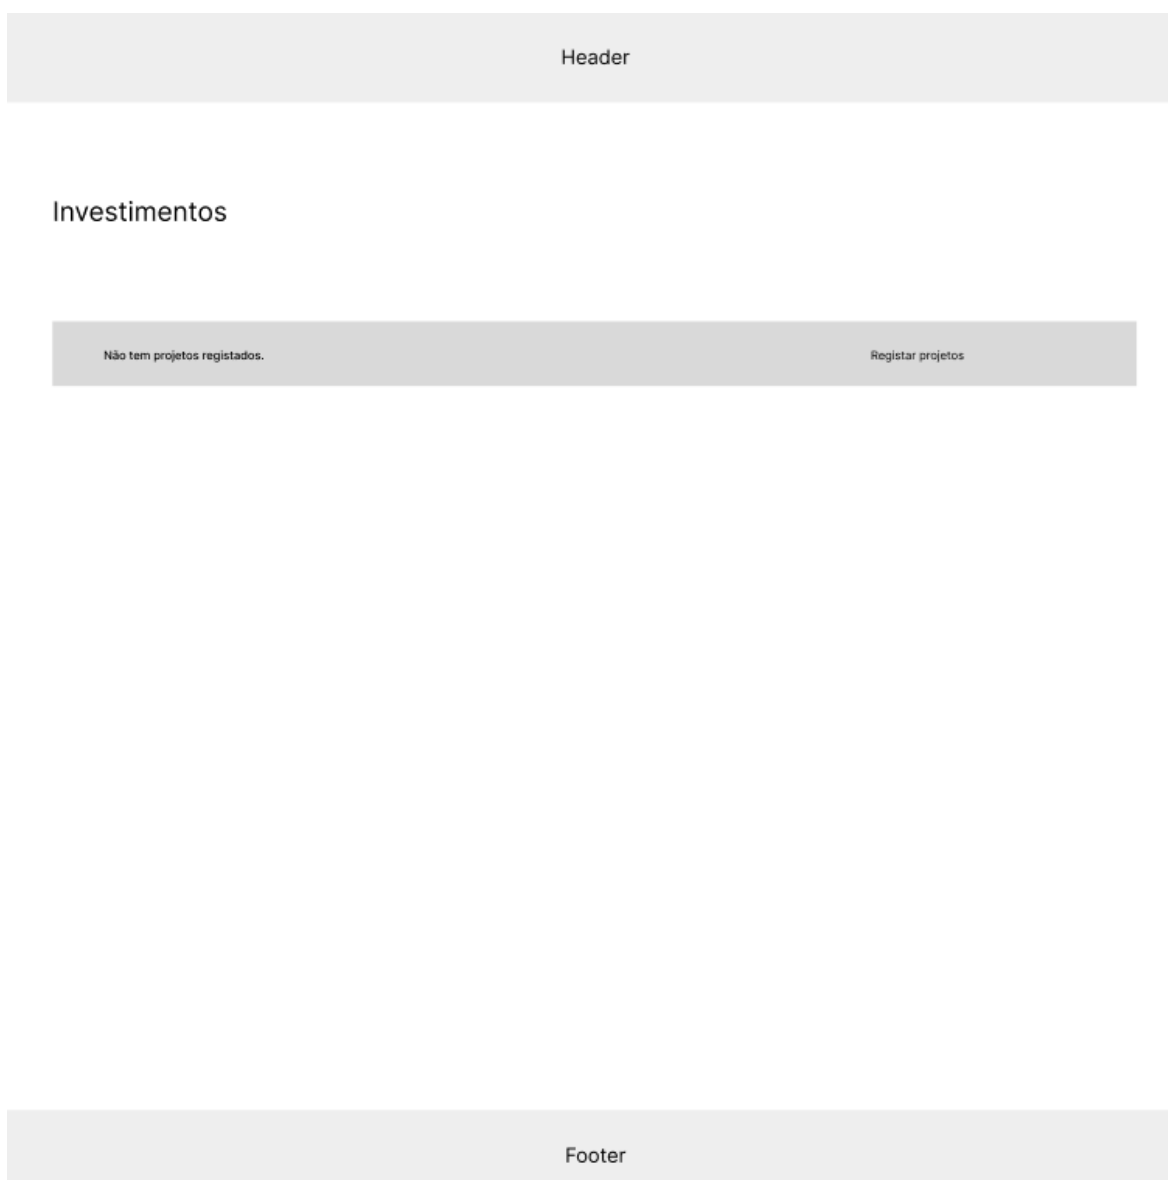 Header
Investimentos
Não tem projetos registados. Registar projetos
Footer